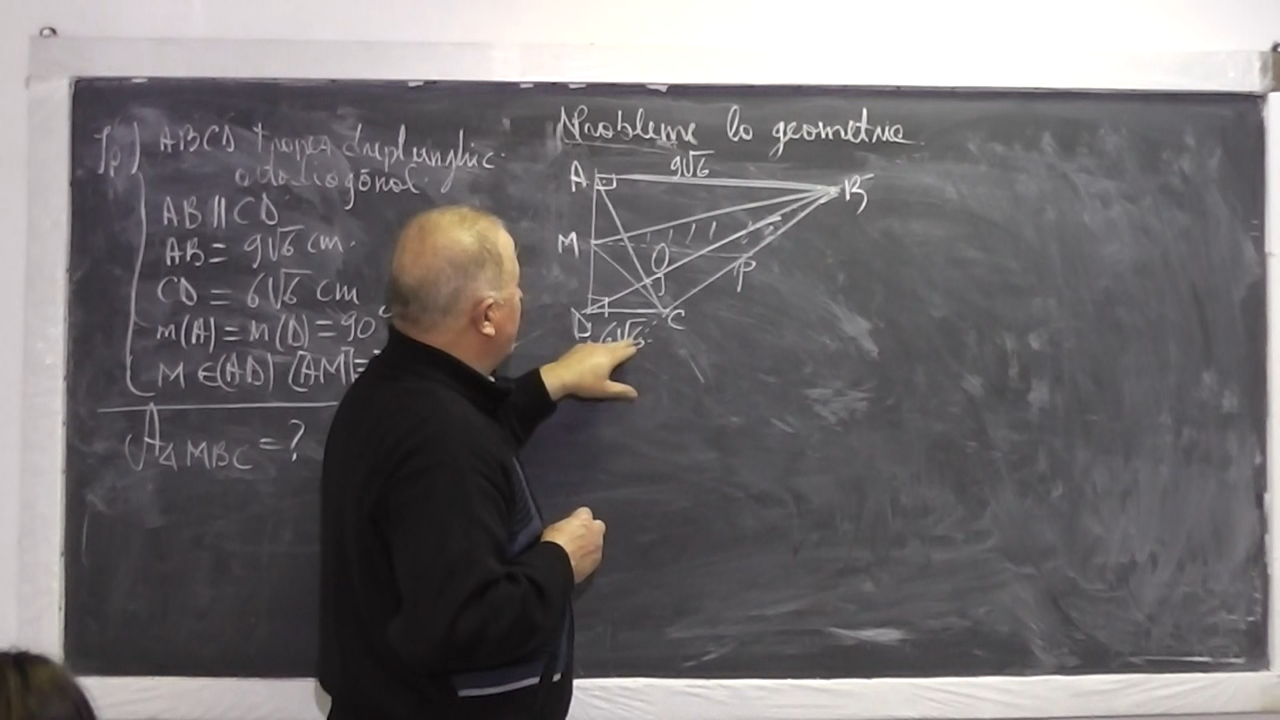 Probleme la geometrie.
Ip) ABCD trapez dreptunghic.
ortodiagonal.
AB || CD
AB = 9√6 cm.
CD = 6√6 cm
m(A) = m(D) = 90°
M ∈ (AD) [AM] =
A△MBC = ?
9√6
A
B
M
O
P
D
C
6√6